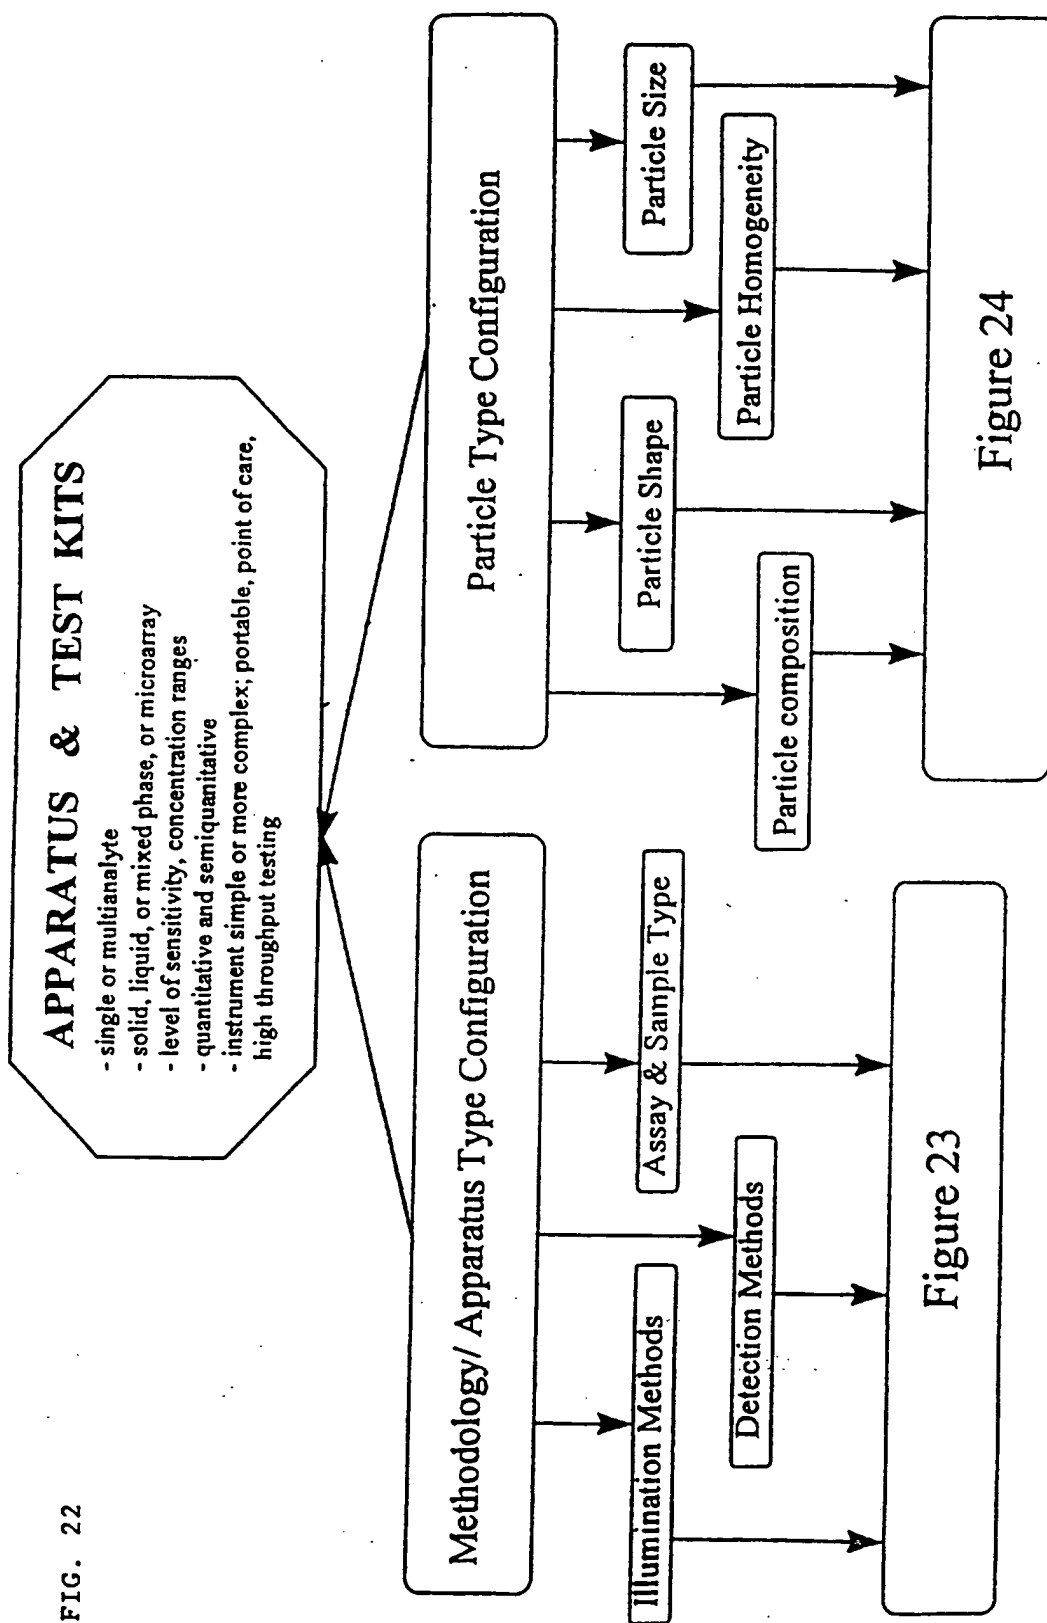 FIG. 22
APPARATUS & TEST KITS
- single or multianalyte
- solid, liquid, or mixed phase, or microarray
- level of sensitivity, concentration ranges
- quantitative and semiquanitative
- instrument simple or more complex; portable, point of care,
high throughput testing
Methodology/ Apparatus Type Configuration
Illumination Methods
Detection Methods
Assay & Sample Type
Figure 23
Particle Type Configuration
Particle composition
Particle Shape
Particle Homogeneity
Particle Size
Figure 24